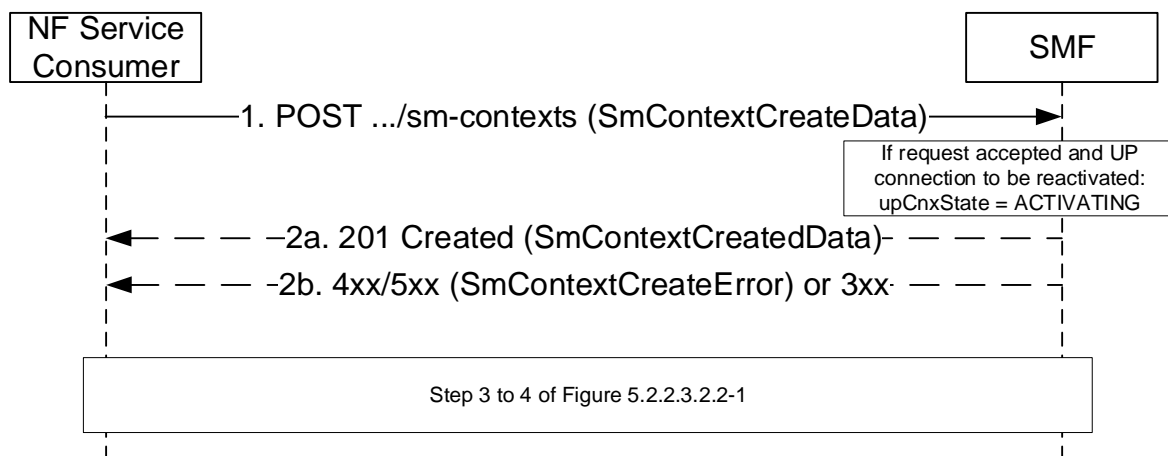 NF Service
Consumer
SMF
1. POST .../sm-contexts (SmContextCreateData)
If request accepted and UP
connection to be reactivated:
upCnxState = ACTIVATING
2a. 201 Created (SmContextCreatedData)
2b. 4xx/5xx (SmContextCreateError) or 3xx
Step 3 to 4 of Figure 5.2.2.3.2.2-1